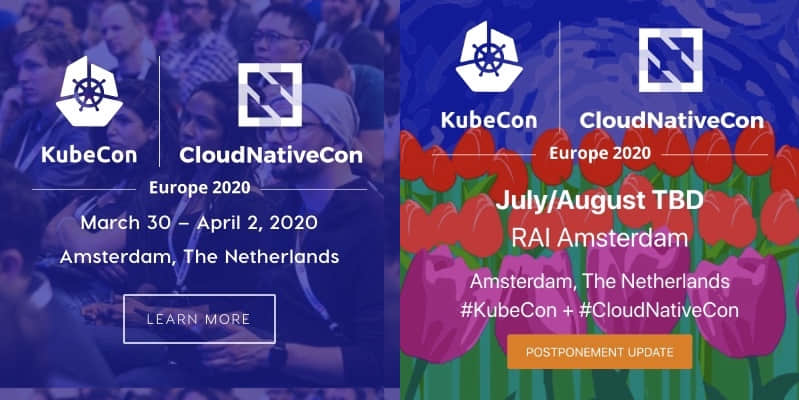 KubeCon
CloudNativeCon
Europe 2020
March 30 – April 2, 2020
Amsterdam, The Netherlands
LEARN MORE
KubeCon
CloudNativeCon
Europe 2020
July/August TBD
RAI Amsterdam
Amsterdam, The Netherlands
#KubeCon + #CloudNativeCon
POSTPONEMENT UPDATE